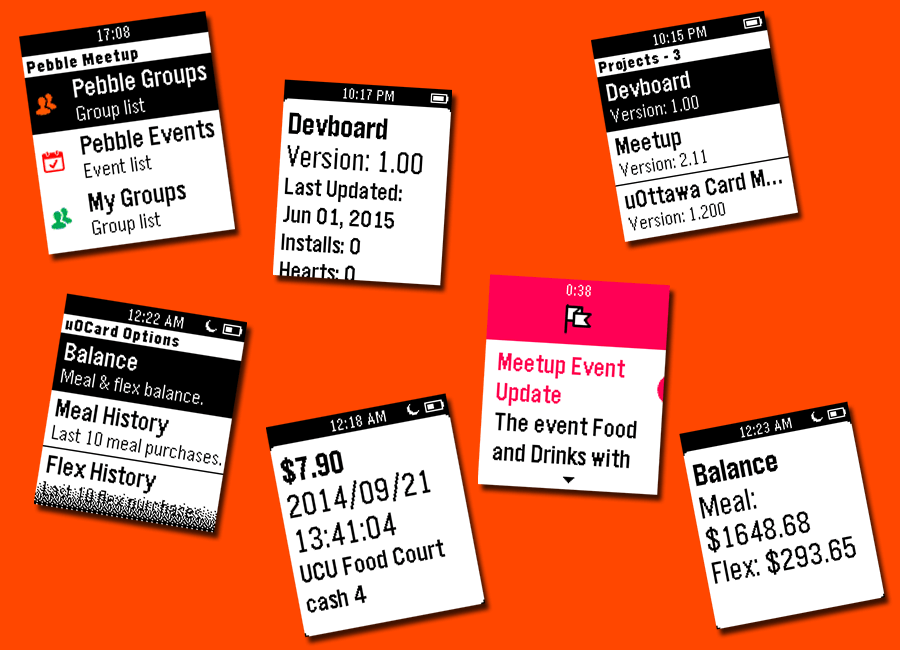 17:08
Pebble Meetup
Pebble Groups
Group list
Pebble Events
Event list
My Groups
Group list
10:17 PM
Devboard
Version: 1.00
Last Updated:
Jun 01, 2015
Installs: 0
Hearts: 0
10:15 PM
Projects - 3
Devboard
Version: 1.00
Meetup
Version: 2.11
uOttawa Card M...
Version: 1.200
12:22 AM
uOCard Options
Balance
Meal & flex balance.
Meal History
Last 10 meal purchases.
Flex History
Last 10 flex purchases.
12:18 AM
$7.90
2014/09/21
13:41:04
UCU Food Court
cash 4
0:38
Meetup Event
Update
The event Food
and Drinks with
12:23 AM
Balance
Meal:
$1648.68
Flex: $293.65